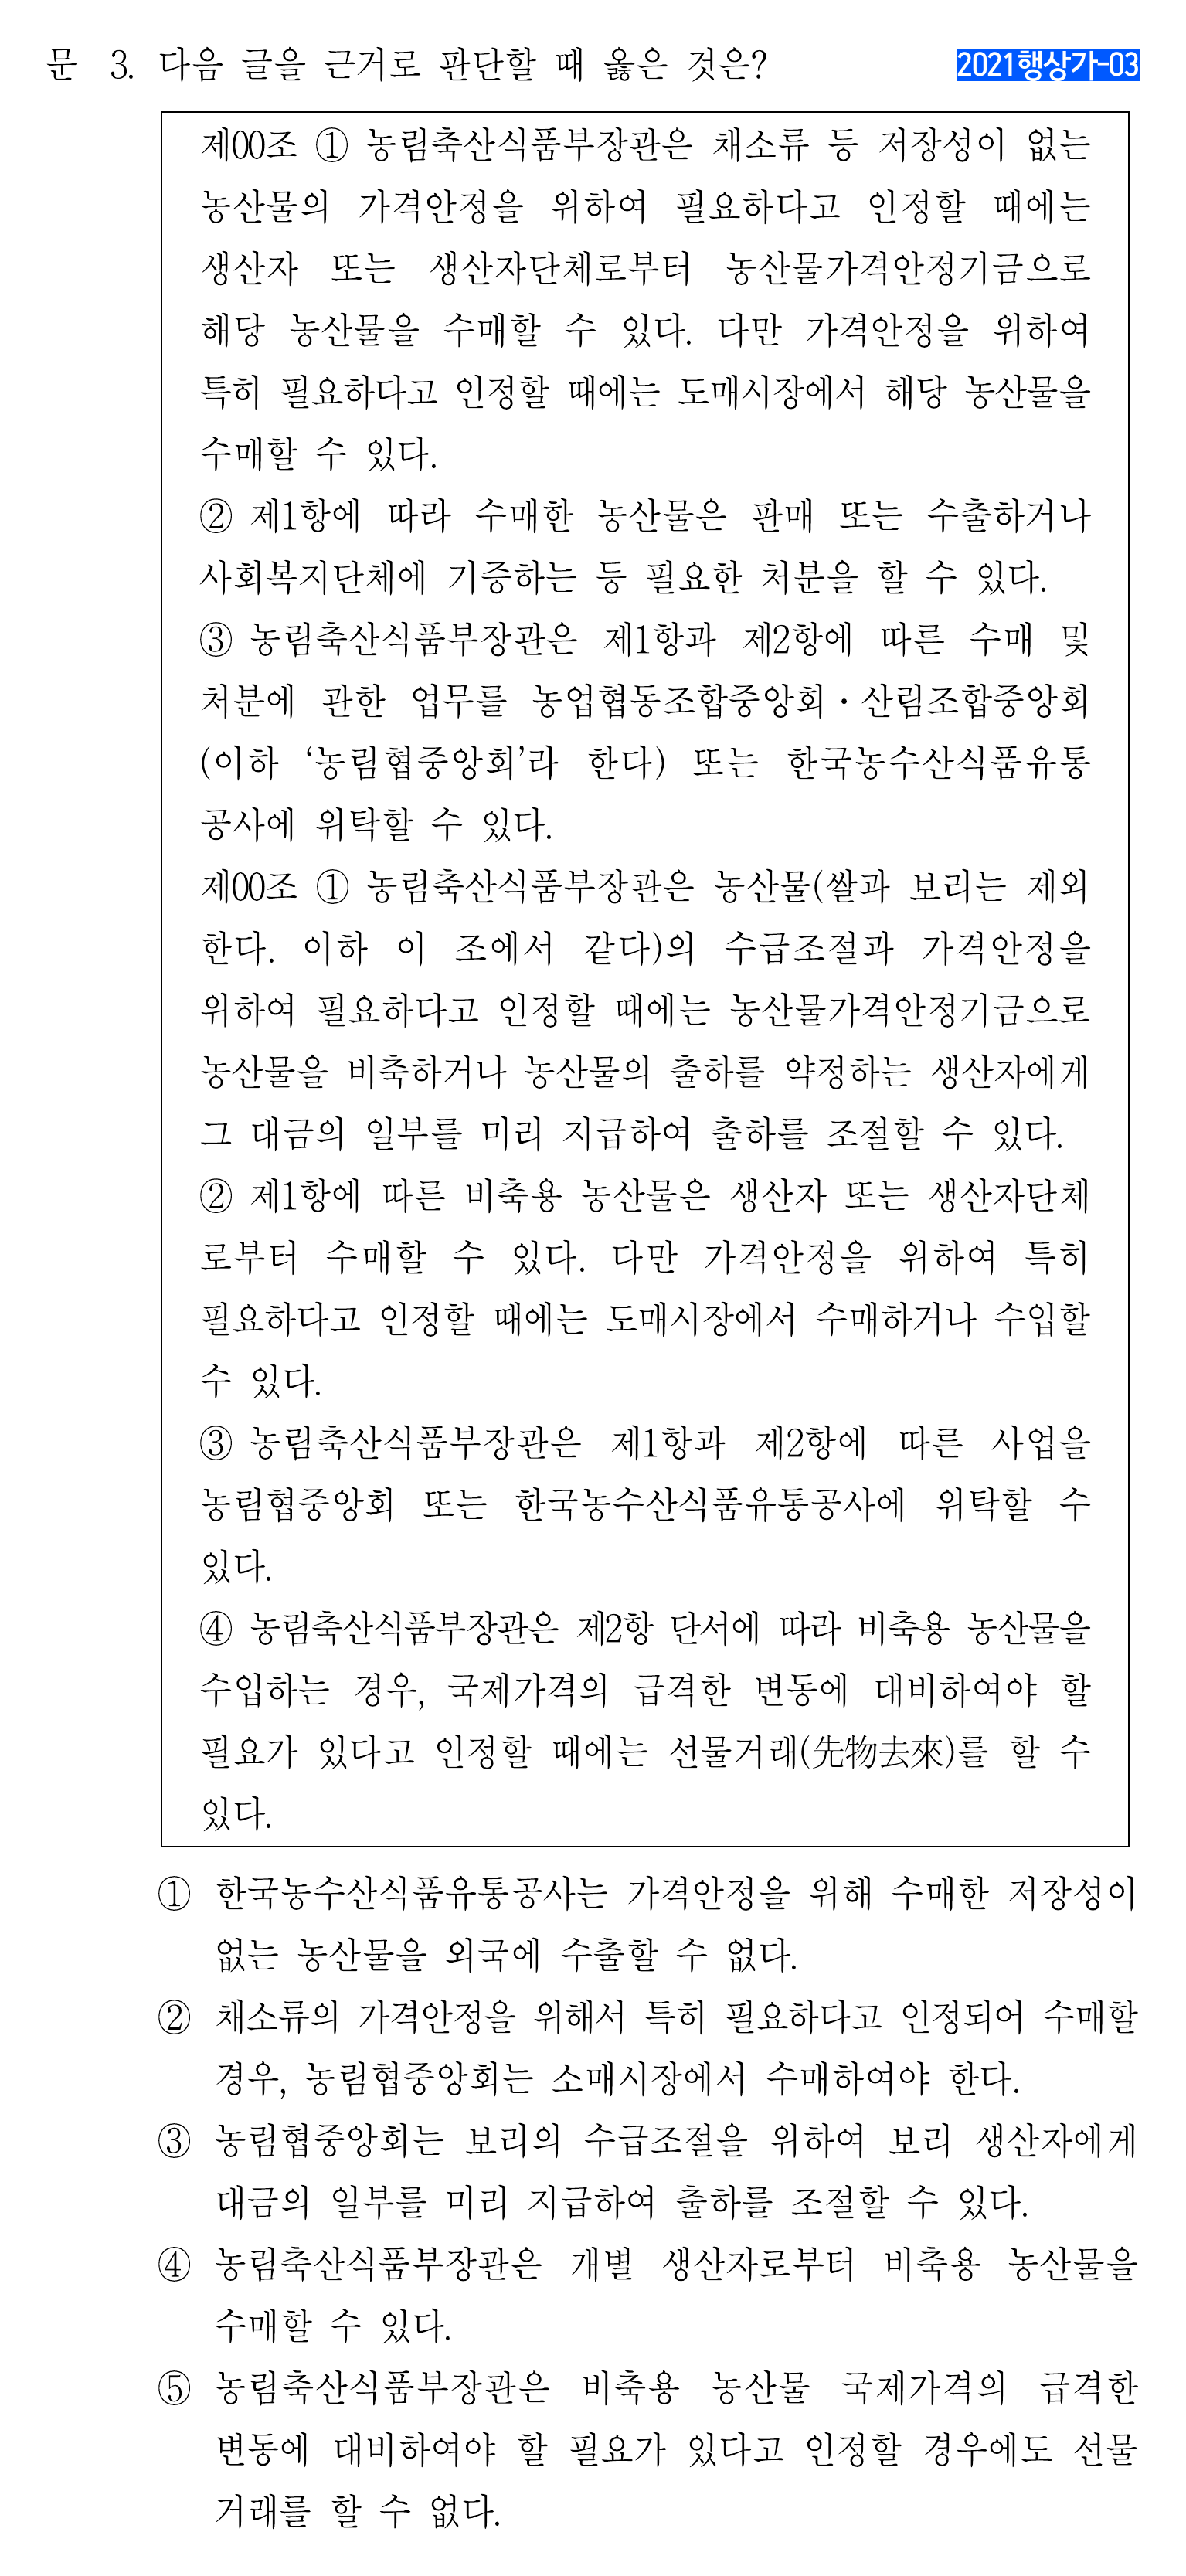 문 3. 다음 글을 근거로 판단할 때 옳은 것은? 2021행상가-03
제00조 ① 농림축산식품부장관은 채소류 등 저장성이 없는
농산물의 가격안정을 위하여 필요하다고 인정할 때에는
생산자 또는 생산자단체로부터 농산물가격안정기금으로
해당 농산물을 수매할 수 있다. 다만 가격안정을 위하여
특히 필요하다고 인정할 때에는 도매시장에서 해당 농산물을
수매할 수 있다.
② 제1항에 따라 수매한 농산물은 판매 또는 수출하거나
사회복지단체에 기증하는 등 필요한 처분을 할 수 있다.
③ 농림축산식품부장관은 제1항과 제2항에 따른 수매 및
처분에 관한 업무를 농업협동조합중앙회·산림조합중앙회
(이하 ‘농림협중앙회’라 한다) 또는 한국농수산식품유통
공사에 위탁할 수 있다.
제00조 ① 농림축산식품부장관은 농산물(쌀과 보리는 제외
한다. 이하 이 조에서 같다)의 수급조절과 가격안정을
위하여 필요하다고 인정할 때에는 농산물가격안정기금으로
농산물을 비축하거나 농산물의 출하를 약정하는 생산자에게
그 대금의 일부를 미리 지급하여 출하를 조절할 수 있다.
② 제1항에 따른 비축용 농산물은 생산자 또는 생산자단체
로부터 수매할 수 있다. 다만 가격안정을 위하여 특히
필요하다고 인정할 때에는 도매시장에서 수매하거나 수입할
수 있다.
③ 농림축산식품부장관은 제1항과 제2항에 따른 사업을
농림협중앙회 또는 한국농수산식품유통공사에 위탁할 수
있다.
④ 농림축산식품부장관은 제2항 단서에 따라 비축용 농산물을
수입하는 경우, 국제가격의 급격한 변동에 대비하여야 할
필요가 있다고 인정할 때에는 선물거래(先物去來)를 할 수
있다.
① 한국농수산식품유통공사는 가격안정을 위해 수매한 저장성이
없는 농산물을 외국에 수출할 수 없다.
② 채소류의 가격안정을 위해서 특히 필요하다고 인정되어 수매할
경우, 농림협중앙회는 소매시장에서 수매하여야 한다.
③ 농림협중앙회는 보리의 수급조절을 위하여 보리 생산자에게
대금의 일부를 미리 지급하여 출하를 조절할 수 있다.
④ 농림축산식품부장관은 개별 생산자로부터 비축용 농산물을
수매할 수 있다.
⑤ 농림축산식품부장관은 비축용 농산물 국제가격의 급격한
변동에 대비하여야 할 필요가 있다고 인정할 경우에도 선물
거래를 할 수 없다.